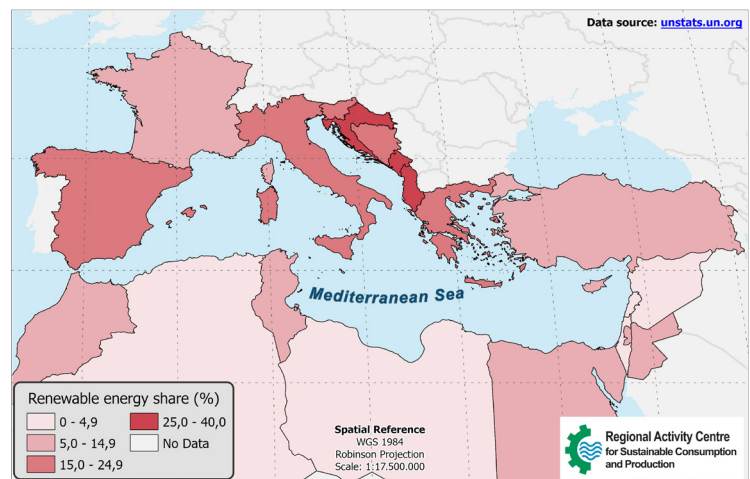 Data source: unstats.un.org
Mediterranean Sea
Renewable energy share (%)
0 - 4,9
25,0 - 40,0
5,0 - 14,9
No Data
15,0 - 24,9
Spatial Reference
WGS 1984
Robinson Projection
Scale: 1:17.500.000
Regional Activity Centre
for Sustainable Consumption
and Production